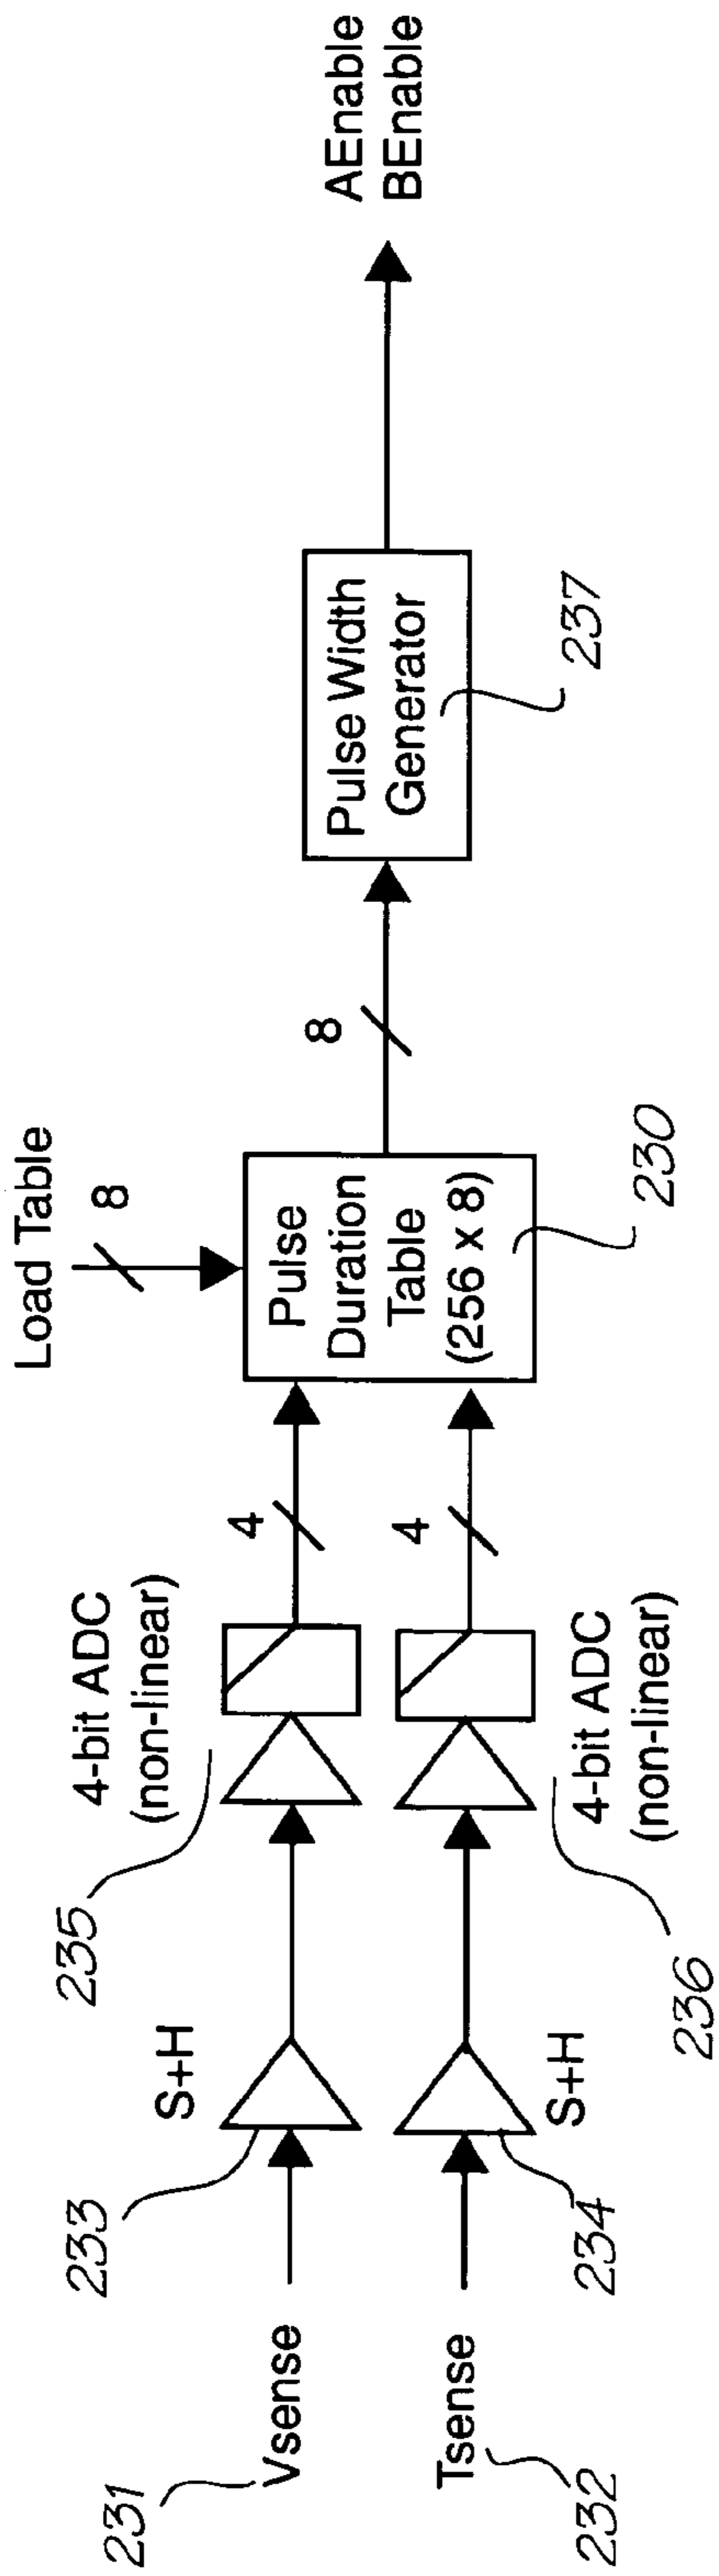 Load Table
8
4-bit ADC
(non-linear)
235
S+H
233
Vsense
231
4
Pulse
Duration
Table
(256 x 8)
230
8
Pulse Width
Generator
237
AEnable
BEnable
Tsense
232
S+H
234
4-bit ADC
(non-linear)
236
4